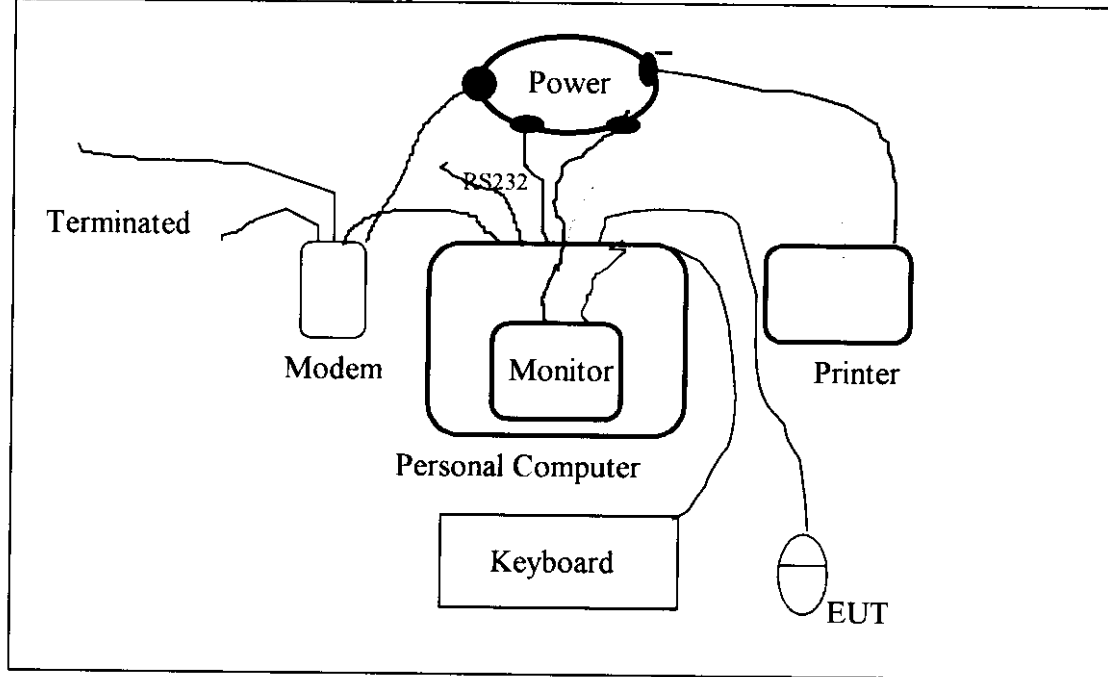 Power
RS232
Terminated
Modem
Monitor
Printer
Personal Computer
Keyboard
EUT